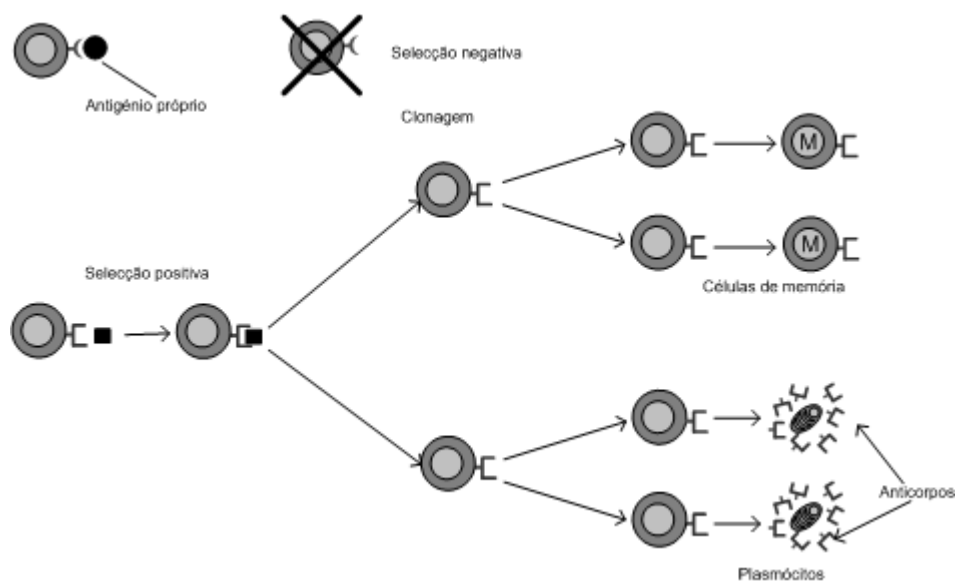 Selecção negativa
Antigénio próprio
Clonagem
M
M
Selecção positiva
Células de memória
Anticorpos
Plasmócitos